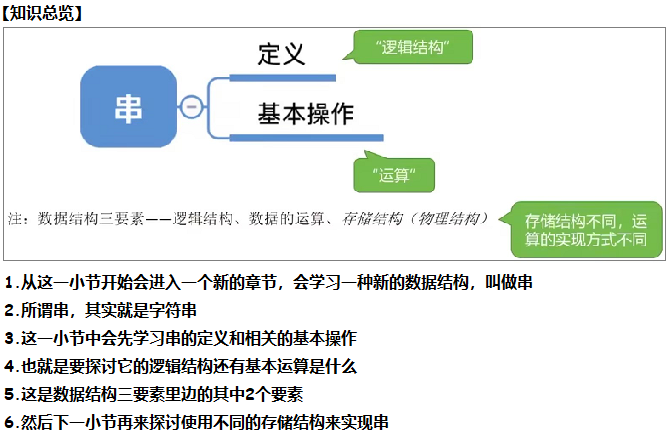 【知识总览】
定义
"逻辑结构"
串
基本操作
"运算"
注：数据结构三要素——逻辑结构、数据的运算、存储结构（物理结构）
存储结构不同，运
算的实现方式不同
1.从这一小节开始会进入一个新的章节，会学习一种新的数据结构，叫做串
2.所谓串，其实就是字符串
3.这一小节中会先学习串的定义和相关的基本操作
4.也就是要探讨它的逻辑结构还有基本运算是什么
5.这是数据结构三要素里边的其中2个要素
6.然后下一小节再来探讨使用不同的存储结构来实现串